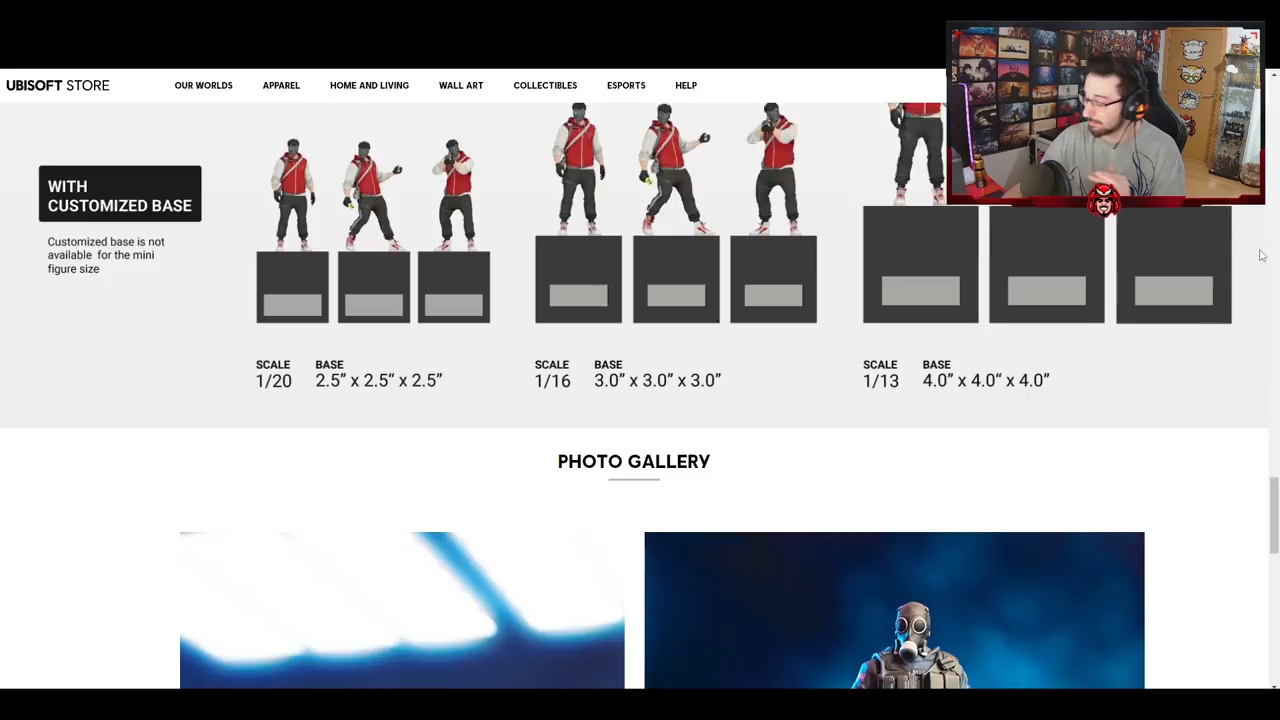 UBISOFT STORE
OUR WORLDS
APPAREL
HOME AND LIVING
WALL ART
COLLECTIBLES
ESPORTS
HELP
WITH
CUSTOMIZED BASE
Customized base is not
available for the mini
figure size
SCALE BASE
1/20 2.5” x 2.5“ x 2.5”
SCALE BASE
1/16 3.0” x 3.0” x 3.0”
SCALE BASE
1/13 4.0” x 4.0“ x 4.0”
PHOTO GALLERY